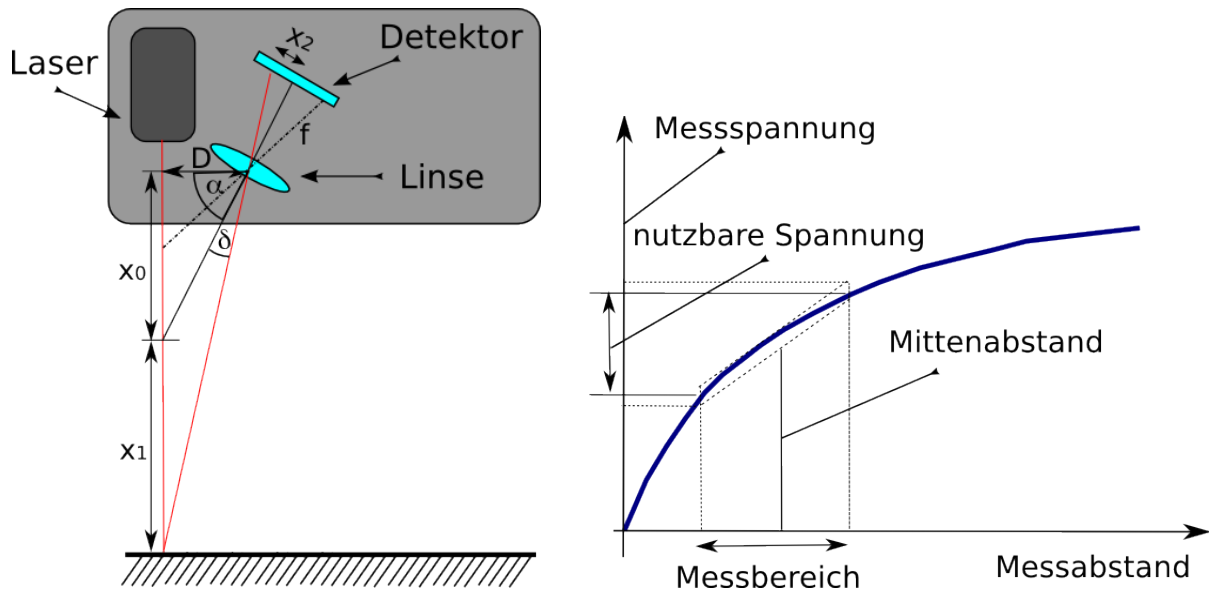 Laser
x2
Detektor
f
D
α
Linse
δ
x0
x1
Messspannung
nutzbare Spannung
Mittenabstand
Messbereich
Messabstand